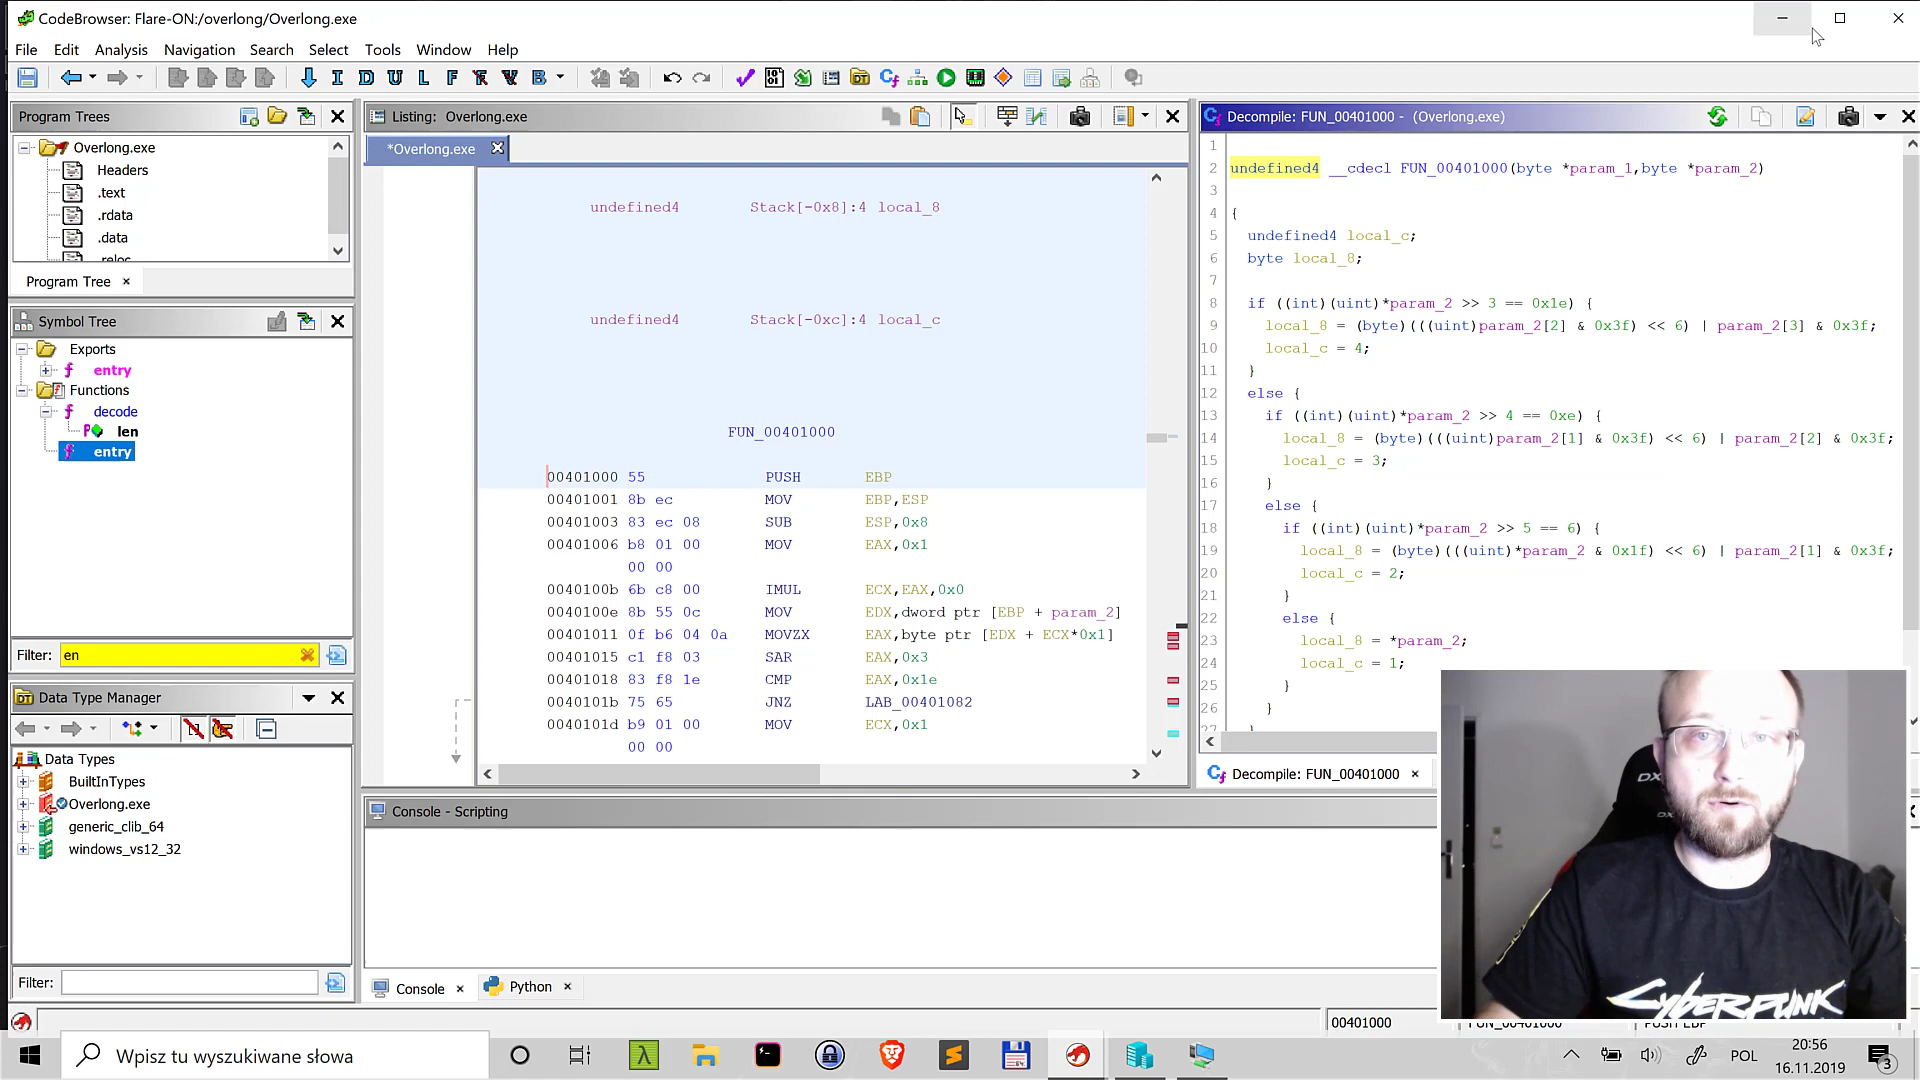 CodeBrowser: Flare-ON:/overlong/Overlong.exe
File Edit Analysis Navigation Search Select Tools Window Help
I D U L F V B
Program Trees
Overlong.exe
Headers
.text
.rdata
.data
.reloc
Program Tree ×
Symbol Tree
Exports
entry
Functions
decode
len
entry
Filter: en
Data Type Manager
Data Types
BuiltInTypes
Overlong.exe
generic_clib_64
windows_vs12_32
Filter:
Listing: Overlong.exe
*Overlong.exe
undefined4 Stack[-0x8]:4 local_8
undefined4 Stack[-0xc]:4 local_c
FUN_00401000
00401000 55 PUSH EBP
00401001 8b ec MOV EBP,ESP
00401003 83 ec 08 SUB ESP,0x8
00401006 b8 01 00 MOV EAX,0x1
00 00
0040100b 6b c8 00 IMUL ECX,EAX,0x0
0040100e 8b 55 0c MOV EDX,dword ptr [EBP + param_2]
00401011 0f b6 04 0a MOVZX EAX,byte ptr [EDX + ECX*0x1]
00401015 c1 f8 03 SAR EAX,0x3
00401018 83 f8 1e CMP EAX,0x1e
0040101b 75 65 JNZ LAB_00401082
0040101d b9 01 00 MOV ECX,0x1
00 00
Decompile: FUN_00401000 - (Overlong.exe)
1
2 undefined4 __cdecl FUN_00401000(byte *param_1,byte *param_2)
3
4 {
5 undefined4 local_c;
6 byte local_8;
7
8 if ((int)(uint)*param_2 >> 3 == 0x1e) {
9 local_8 = (byte)(((uint)param_2[2] & 0x3f) << 6) | param_2[3] & 0x3f;
10 local_c = 4;
11 }
12 else {
13 if ((int)(uint)*param_2 >> 4 == 0xe) {
14 local_8 = (byte)(((uint)param_2[1] & 0x3f) << 6) | param_2[2] & 0x3f;
15 local_c = 3;
16 }
17 else {
18 if ((int)(uint)*param_2 >> 5 == 6) {
19 local_8 = (byte)(((uint)*param_2 & 0x1f) << 6) | param_2[1] & 0x3f;
20 local_c = 2;
21 }
22 else {
23 local_8 = *param_2;
24 local_c = 1;
25 }
26 }
27 }
Decompile: FUN_00401000 ×
Console - Scripting
Console × Python ×
00401000 FUN_00401000 PUSH EBP
DX
DX
CYBERPUNK
Wpisz tu wyszukiwane słowa
POL
20:56
16.11.2019
3